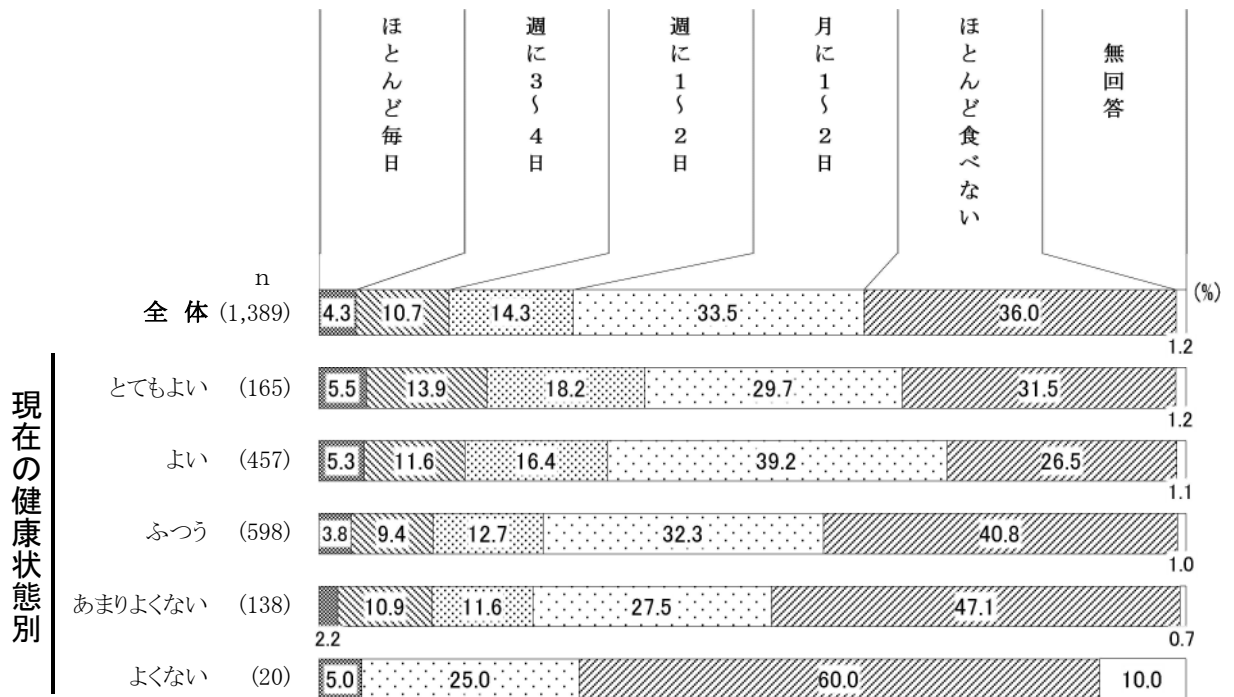 ほとんど毎日
週に3〜4日
週に1〜2日
月に1〜2日
ほとんど食べない
無回答
n
(%)
全体 (1,389) 4.3 10.7 14.3 33.5 36.0 1.2
現在の健康状態別
とてもよい (165) 5.5 13.9 18.2 29.7 31.5 1.2
よい (457) 5.3 11.6 16.4 39.2 26.5 1.1
ふつう (598) 3.8 9.4 12.7 32.3 40.8 1.0
あまりよくない (138) 2.2 10.9 11.6 27.5 47.1 0.7
よくない (20) 5.0 25.0 60.0 10.0